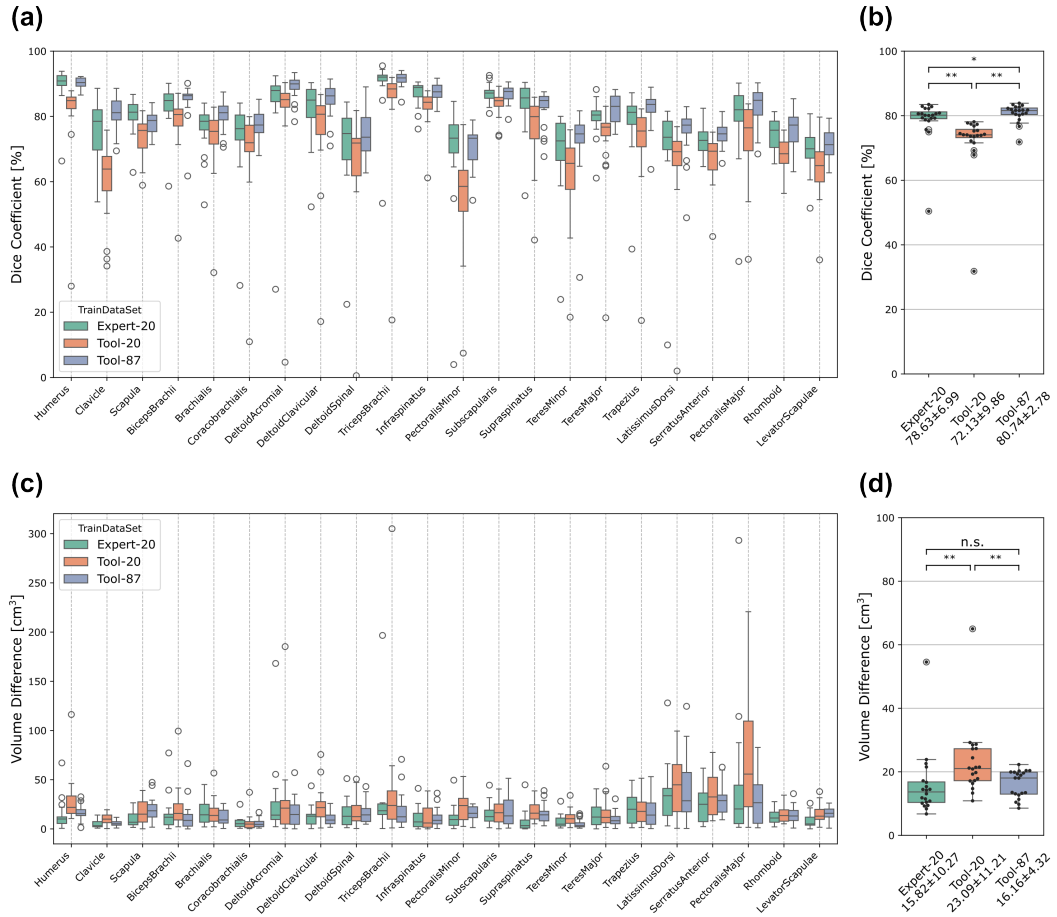 (a)
100
80
60
40
20
0
Dice Coefficient [%]
TrainDataSet
Expert-20
Tool-20
Tool-87
Humerus
Clavicle
Scapula
BicepsBrachii
Brachialis
Coracobrachialis
DeltoidAcromial
DeltoidClavicular
DeltoidSpinal
TricepsBrachii
Infraspinatus
PectoralisMinor
Subscapularis
Supraspinatus
TeresMinor
TeresMajor
Trapezius
LatissimusDorsi
SerratusAnterior
PectoralisMajor
Rhomboid
LevatorScapulae
(b)
100
80
60
40
20
0
Dice Coefficient [%]
*
** **
Expert-20
78.63±6.99
Tool-20
72.13±9.86
Tool-87
80.74±2.78
(c)
300
250
200
150
100
50
0
Volume Difference [cm³]
TrainDataSet
Expert-20
Tool-20
Tool-87
Humerus
Clavicle
Scapula
BicepsBrachii
Brachialis
Coracobrachialis
DeltoidAcromial
DeltoidClavicular
DeltoidSpinal
TricepsBrachii
Infraspinatus
PectoralisMinor
Subscapularis
Supraspinatus
TeresMinor
TeresMajor
Trapezius
LatissimusDorsi
SerratusAnterior
PectoralisMajor
Rhomboid
LevatorScapulae
(d)
100
80
60
40
20
0
Volume Difference [cm³]
n.s.
** **
Expert-20
15.82±10.27
Tool-20
23.09±11.21
Tool-87
16.16±4.32